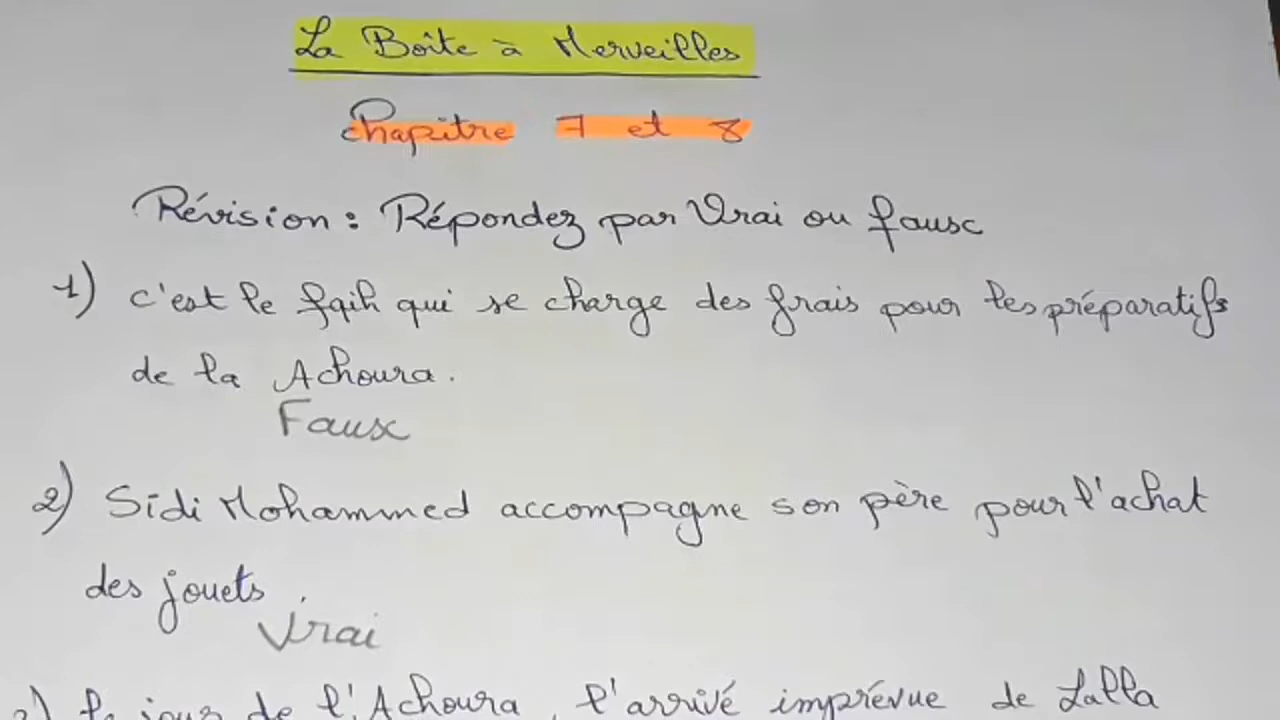 La Boîte à Merveilles
Chapitre 7 et 8
Révision : Répondez par Vrai ou faux
1) c'est le fqih qui se charge des frais pour les préparatifs
de la Achoura.
Faux
2) Sidi Mohammed accompagne son père pour l'achat
des jouets.
Vrai
3) le jour de l'Achoura, l'arrivé imprévue de Lalla